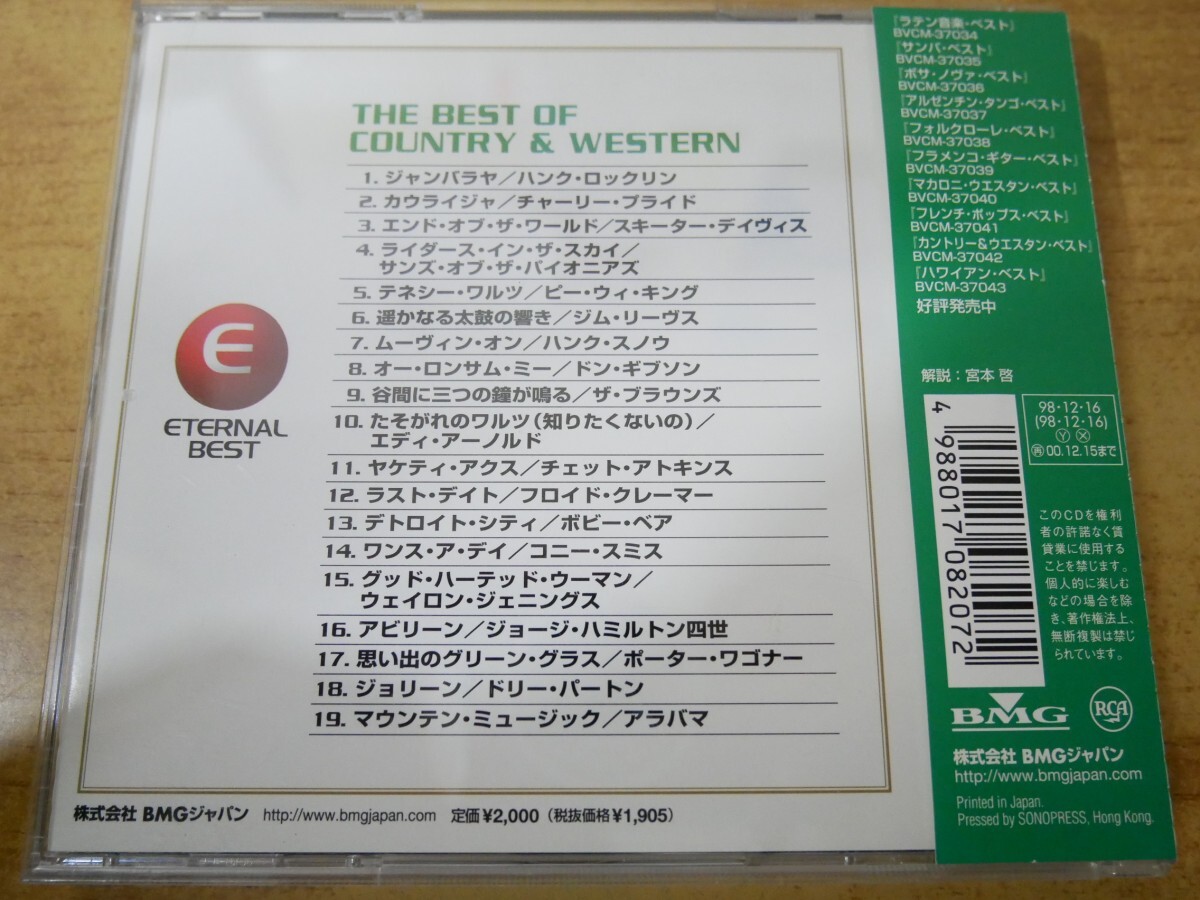 THE BEST OF
COUNTRY & WESTERN
1. ジャンバラヤ／ハンク・ロックリン
2. カウライジャ／チャーリー・プライド
3. エンド・オブ・ザ・ワールド／スキーター・デイヴィス
4. ライダース・イン・ザ・スカイ／
サンズ・オブ・ザ・パイオニアズ
5. テネシー・ワルツ／ピー・ウィ・キング
6. 遥かなる太鼓の響き／ジム・リーヴス
7. ムーヴィン・オン／ハンク・スノウ
8. オー・ロンサム・ミー／ドン・ギブソン
9. 谷間に三つの鐘が鳴る／ザ・ブラウンズ
10. たそがれのワルツ（知りたくないの）／
エディ・アーノルド
11. ヤケティ・アクス／チェット・アトキンス
12. ラスト・デイト／フロイド・クレーマー
13. デトロイト・シティ／ボビー・ベア
14. ワンス・ア・デイ／コニー・スミス
15. グッド・ハーテッド・ウーマン／
ウェイロン・ジェニングス
16. アビリーン／ジョージ・ハミルトン四世
17. 思い出のグリーン・グラス／ポーター・ワゴナー
18. ジョリーン／ドリー・パートン
19. マウンテン・ミュージック／アラバマ
E
ETERNAL
BEST
株式会社 BMGジャパン http://www.bmgjapan.com 定価¥2,000（税抜価格¥1,905）
『ラテン音楽・ベスト』
BVCM-37034
『サンバ・ベスト』
BVCM-37035
『ボサ・ノヴァ・ベスト』
BVCM-37036
『アルゼンチン・タンゴ・ベスト』
BVCM-37037
『フォルクローレ・ベスト』
BVCM-37038
『フラメンコ・ギター・ベスト』
BVCM-37039
『マカロニ・ウエスタン・ベスト』
BVCM-37040
『フレンチ・ポップス・ベスト』
BVCM-37041
『カントリー&ウエスタン・ベスト』
BVCM-37042
『ハワイアン・ベスト』
BVCM-37043
好評発売中
解説：宮本 啓
4 988017 082072
98・12・16
(98・12・16)
Ⓨ Ⓧ
再00.12.15まで
このCDを権利
者の許諾なく賃
貸業に使用する
ことを禁じます。
個人的に楽しむ
などの場合を除
き、著作権法上、
無断複製は禁じ
られています。
BMG
RCA
株式会社 BMGジャパン
http://www.bmgjapan.com
Printed in Japan.
Pressed by SONOPRESS, Hong Kong.